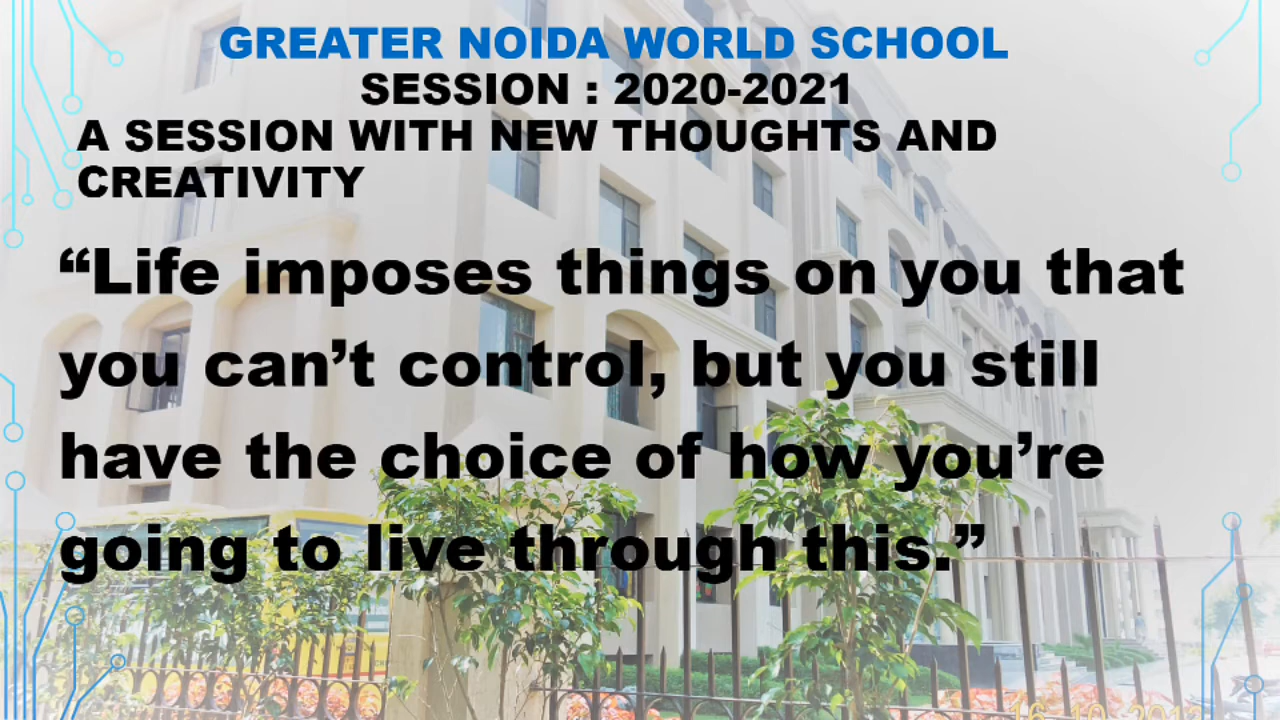 GREATER NOIDA WORLD SCHOOL
SESSION : 2020-2021
A SESSION WITH NEW THOUGHTS AND
CREATIVITY
“Life imposes things on you that
you can’t control, but you still
have the choice of how you’re
going to live through this.”